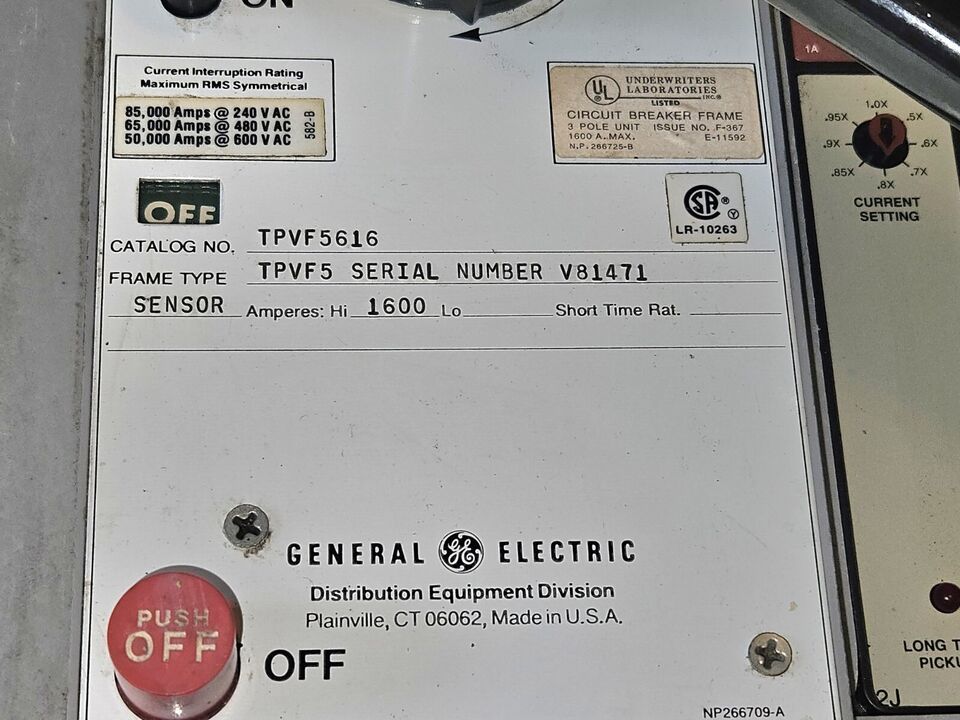 ON
Current Interruption Rating
Maximum RMS Symmetrical
85,000 Amps @ 240 V AC
65,000 Amps @ 480 V AC
50,000 Amps @ 600 V AC
582-B
UL
UNDERWRITERS
LABORATORIES INC.®
LISTED
CIRCUIT BREAKER FRAME
3 POLE UNIT ISSUE NO. F-367
1600 A. MAX. E-11592
N.P. 266725-B
OFF
SA®
LR-10263
CATALOG NO. TPVF5616
FRAME TYPE TPVF5 SERIAL NUMBER V81471
SENSOR Amperes: Hi 1600 Lo Short Time Rat.
GENERAL GE ELECTRIC
Distribution Equipment Division
Plainville, CT 06062, Made in U.S.A.
PUSH
OFF
OFF
NP266709-A
1A
1.0X
.95X .5X
.9X .6X
.85X .7X
.8X
CURRENT
SETTING
LONG
2J